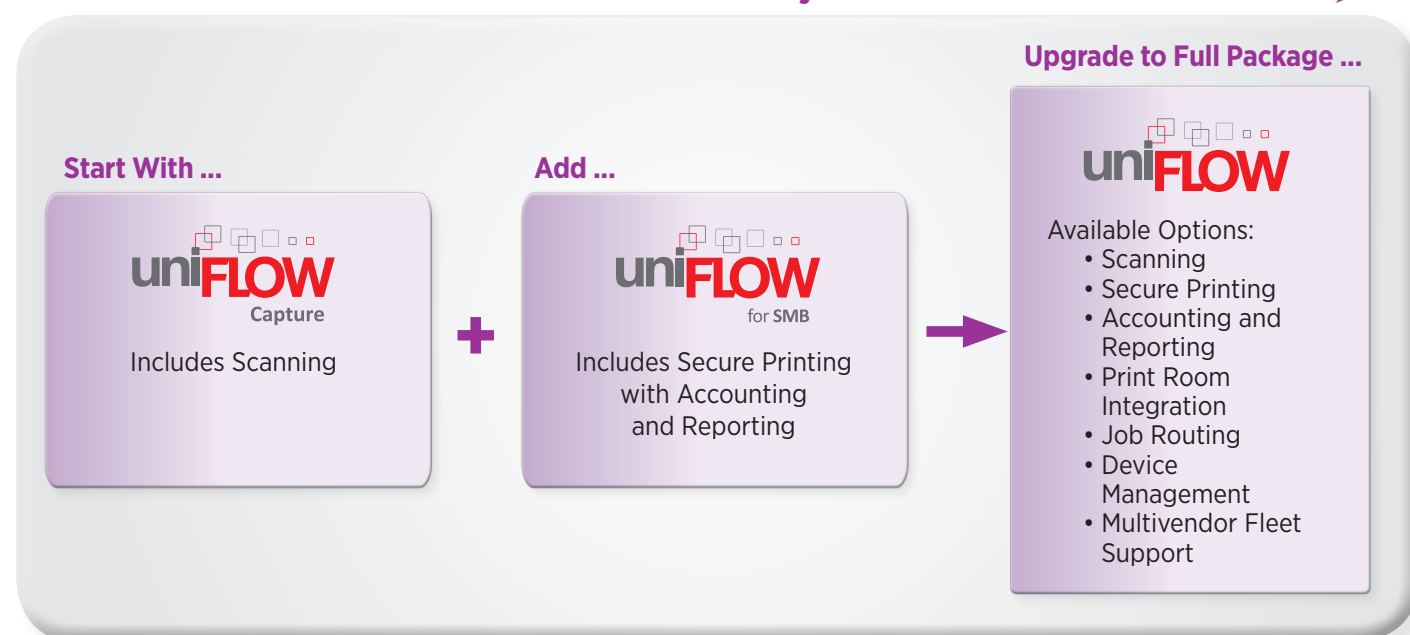 Start With ...
uniFLOW
Capture
Includes Scanning
Add ...
uniFLOW
for SMB
Includes Secure Printing
with Accounting
and Reporting
Upgrade to Full Package ...
uniFLOW
Available Options:
• Scanning
• Secure Printing
• Accounting and
Reporting
• Print Room
Integration
• Job Routing
• Device
Management
• Multivendor Fleet
Support